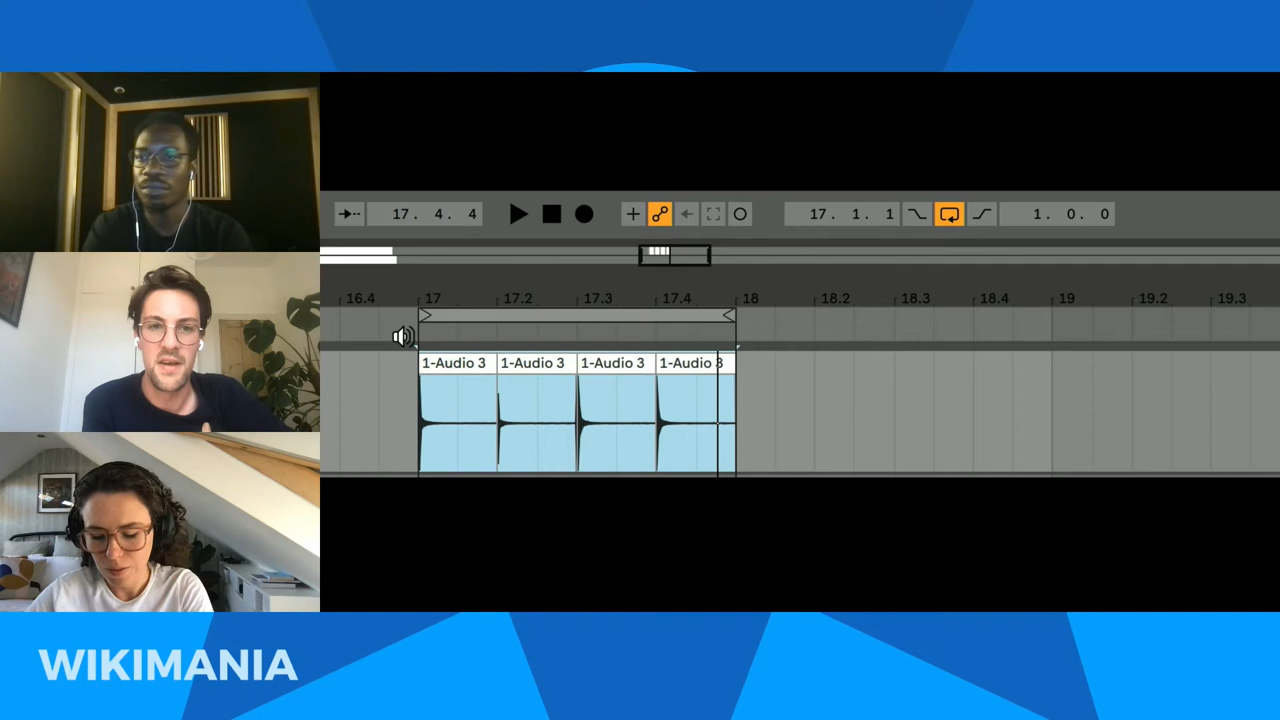 17. 4. 4
17. 1. 1
1. 0. 0
16.4 17 17.2 17.3 17.4 18 18.2 18.3 18.4 19 19.2 19.3
1-Audio 3 1-Audio 3 1-Audio 3 1-Audio 3
WIKIMANIA